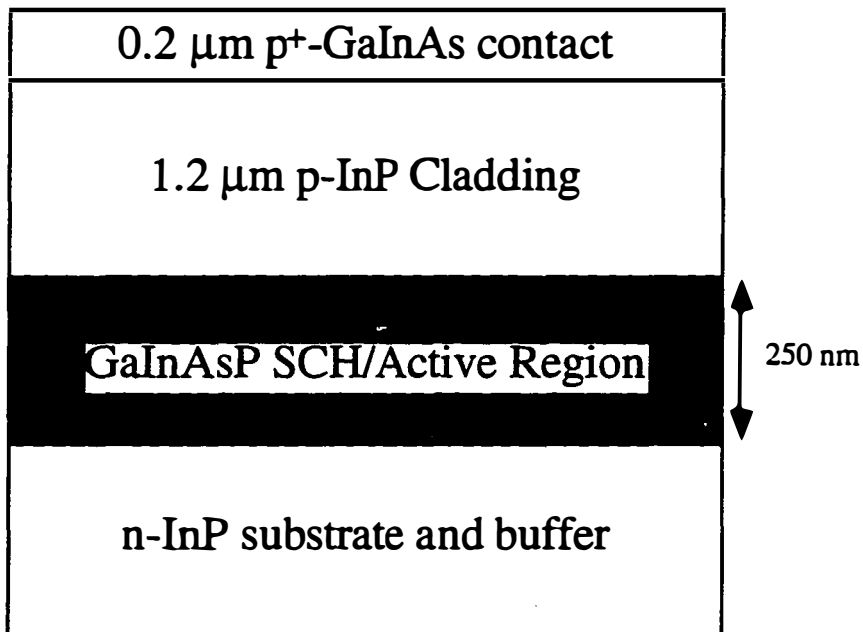 0.2 μm p+-GaInAs contact
1.2 μm p-InP Cladding
GaInAsP SCH/Active Region
250 nm
n-InP substrate and buffer